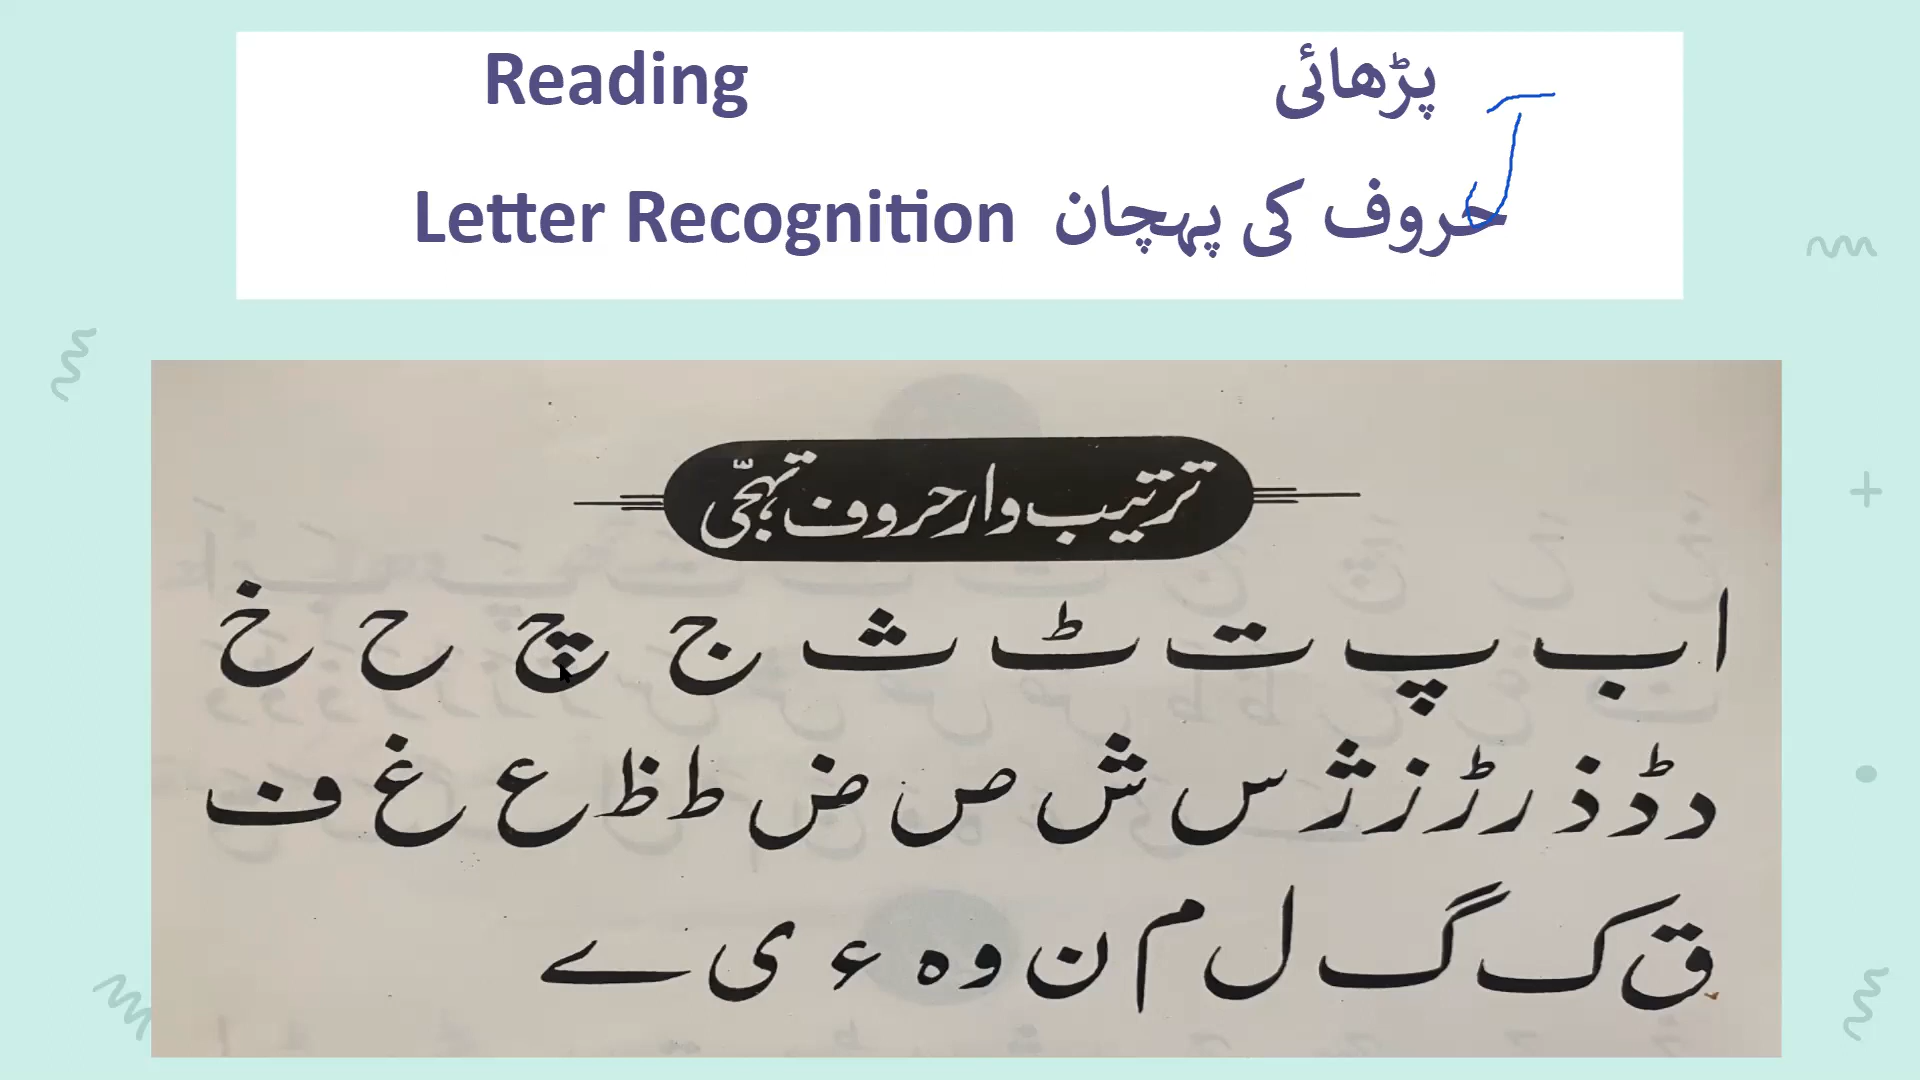 Reading پڑھائی
Letter Recognition حروف کی پہچان
ترتیب وار حروف تہجّی
ا ب پ ت ٹ ث ج چ ح خ
د ڈ ذ ر ڑ ز ژ س ش ص ض ط ظ ع غ ف
ق ک گ ل م ن و ہ ء ی ے